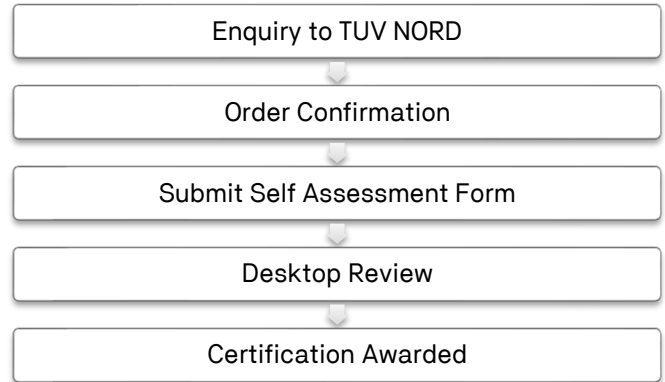 Enquiry to TUV NORD
Order Confirmation
Submit Self Assessment Form
Desktop Review
Certification Awarded